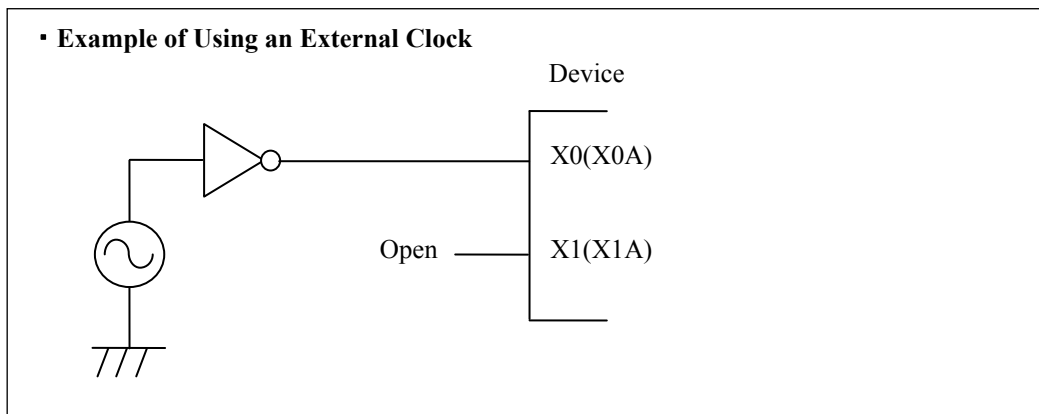 ▪ Example of Using an External Clock
Device
X0(X0A)
Open X1(X1A)